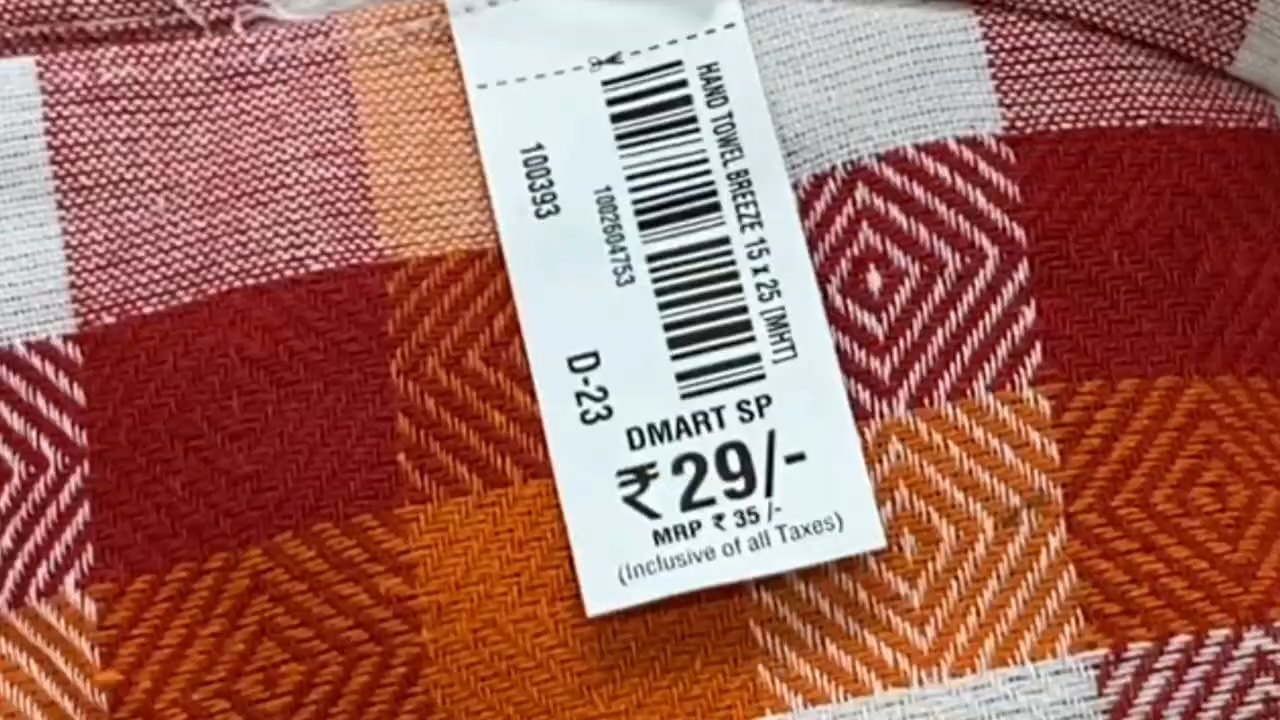 HAND TOWEL BREEZE 15 x 25 [MHT]
1002604753
100393
D-23
DMART SP
₹29/-
MRP ₹ 35 /-
(Inclusive of all Taxes)